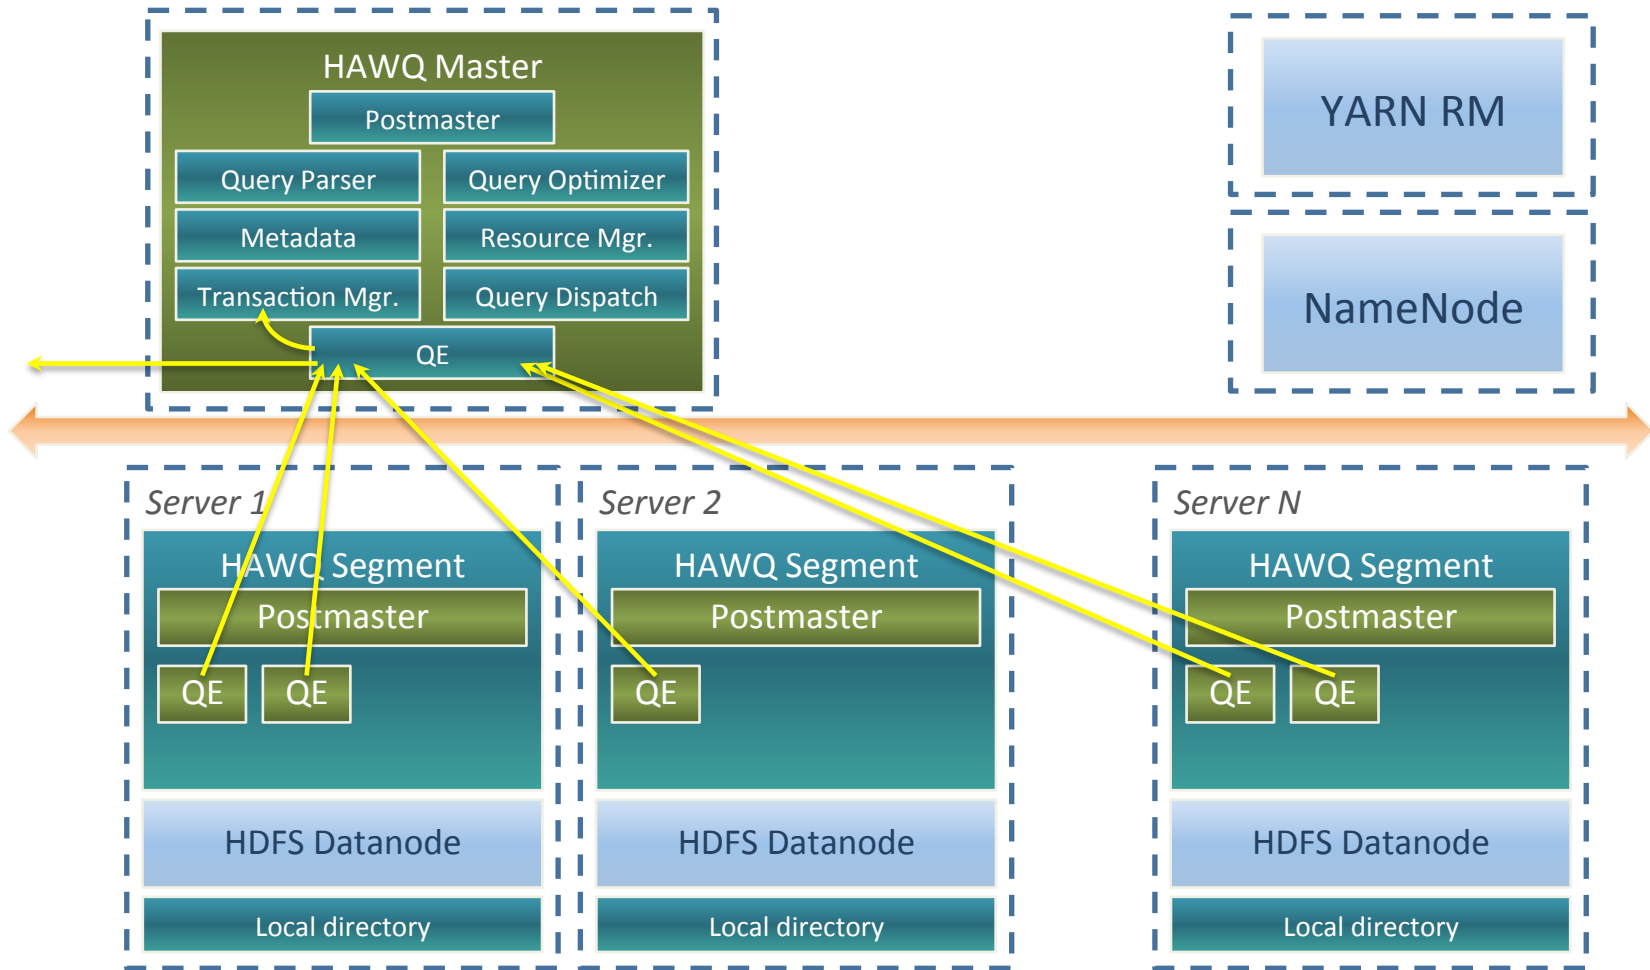 HAWQ Master
Postmaster
Query Parser
Query Optimizer
Metadata
Resource Mgr.
Transaction Mgr.
Query Dispatch
QE
YARN RM
NameNode
Server 1
HAWQ Segment
Postmaster
QE
QE
HDFS Datanode
Local directory
Server 2
HAWQ Segment
Postmaster
QE
HDFS Datanode
Local directory
Server N
HAWQ Segment
Postmaster
QE
QE
HDFS Datanode
Local directory